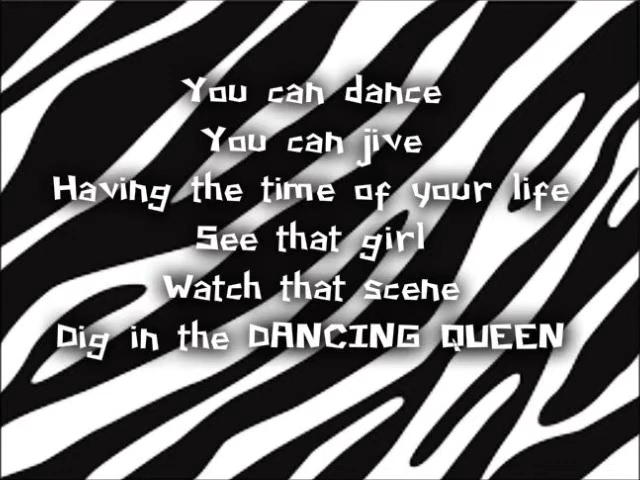 You can dance
You can jive
Having the time of your life
See that girl
Watch that scene
Dig in the DANCING QUEEN